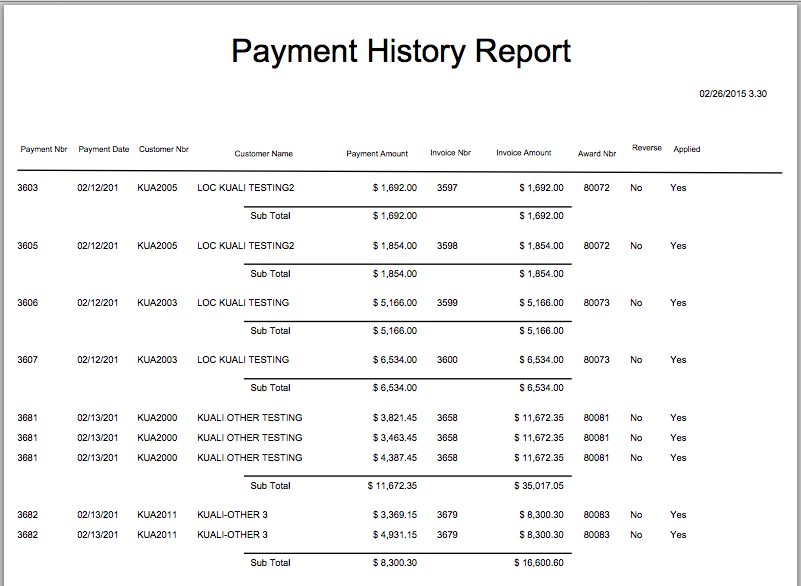 Payment History Report
02/26/2015 3.30
Payment Nbr Payment Date Customer Nbr Customer Name Payment Amount Invoice Nbr Invoice Amount Award Nbr Reverse Applied
3603 02/12/201 KUA2005 LOC KUALI TESTING2 $ 1,692.00 3597 $ 1,692.00 80072 No Yes
Sub Total $ 1,692.00 $ 1,692.00
3605 02/12/201 KUA2005 LOC KUALI TESTING2 $ 1,854.00 3598 $ 1,854.00 80072 No Yes
Sub Total $ 1,854.00 $ 1,854.00
3606 02/12/201 KUA2003 LOC KUALI TESTING $ 5,166.00 3599 $ 5,166.00 80073 No Yes
Sub Total $ 5,166.00 $ 5,166.00
3607 02/12/201 KUA2003 LOC KUALI TESTING $ 6,534.00 3600 $ 6,534.00 80073 No Yes
Sub Total $ 6,534.00 $ 6,534.00
3681 02/13/201 KUA2000 KUALI OTHER TESTING $ 3,821.45 3658 $ 11,672.35 80081 No Yes
3681 02/13/201 KUA2000 KUALI OTHER TESTING $ 3,463.45 3658 $ 11,672.35 80081 No Yes
3681 02/13/201 KUA2000 KUALI OTHER TESTING $ 4,387.45 3658 $ 11,672.35 80081 No Yes
Sub Total $ 11,672.35 $ 35,017.05
3682 02/13/201 KUA2011 KUALI-OTHER 3 $ 3,369.15 3679 $ 8,300.30 80083 No Yes
3682 02/13/201 KUA2011 KUALI-OTHER 3 $ 4,931.15 3679 $ 8,300.30 80083 No Yes
Sub Total $ 8,300.30 $ 16,600.60